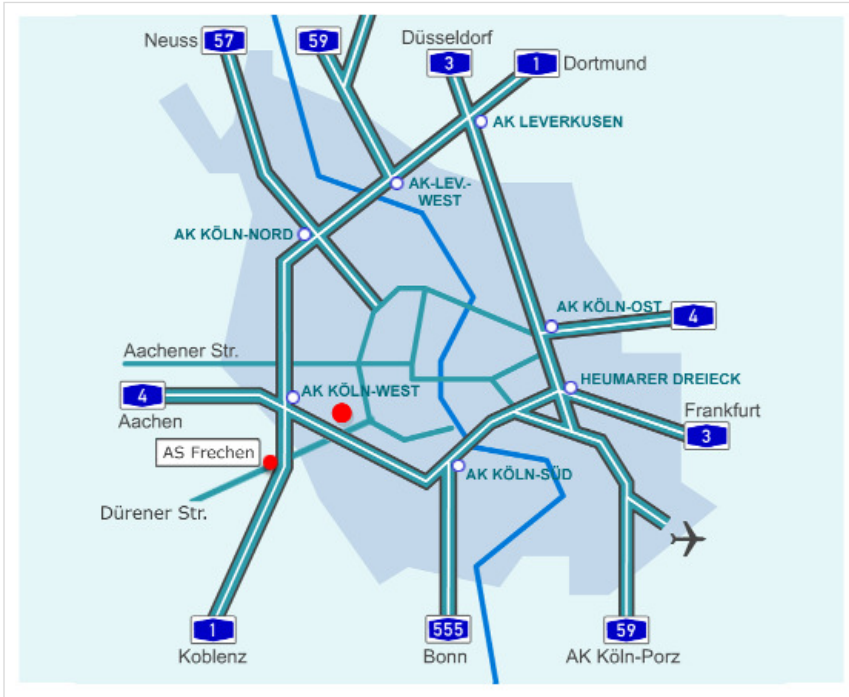 Neuss
57
59
Düsseldorf
3
1
Dortmund
AK LEVERKUSEN
AK-LEV.-
WEST
AK KÖLN-NORD
AK KÖLN-OST
4
Aachener Str.
4
AK KÖLN-WEST
HEUMARER DREIECK
Aachen
Frankfurt
3
AS Frechen
AK KÖLN-SÜD
Dürener Str.
1
555
59
Koblenz
Bonn
AK Köln-Porz